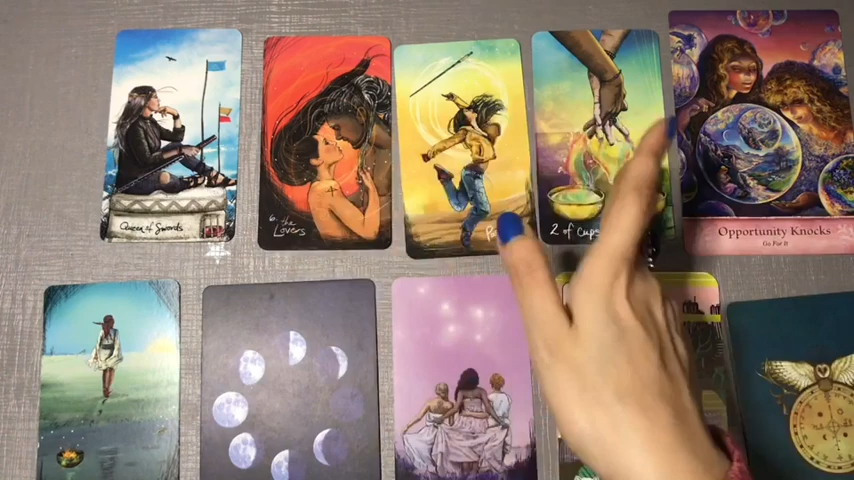 Queen of Swords
6. the
Lovers
2 of Cups
Opportunity Knocks
Go For It